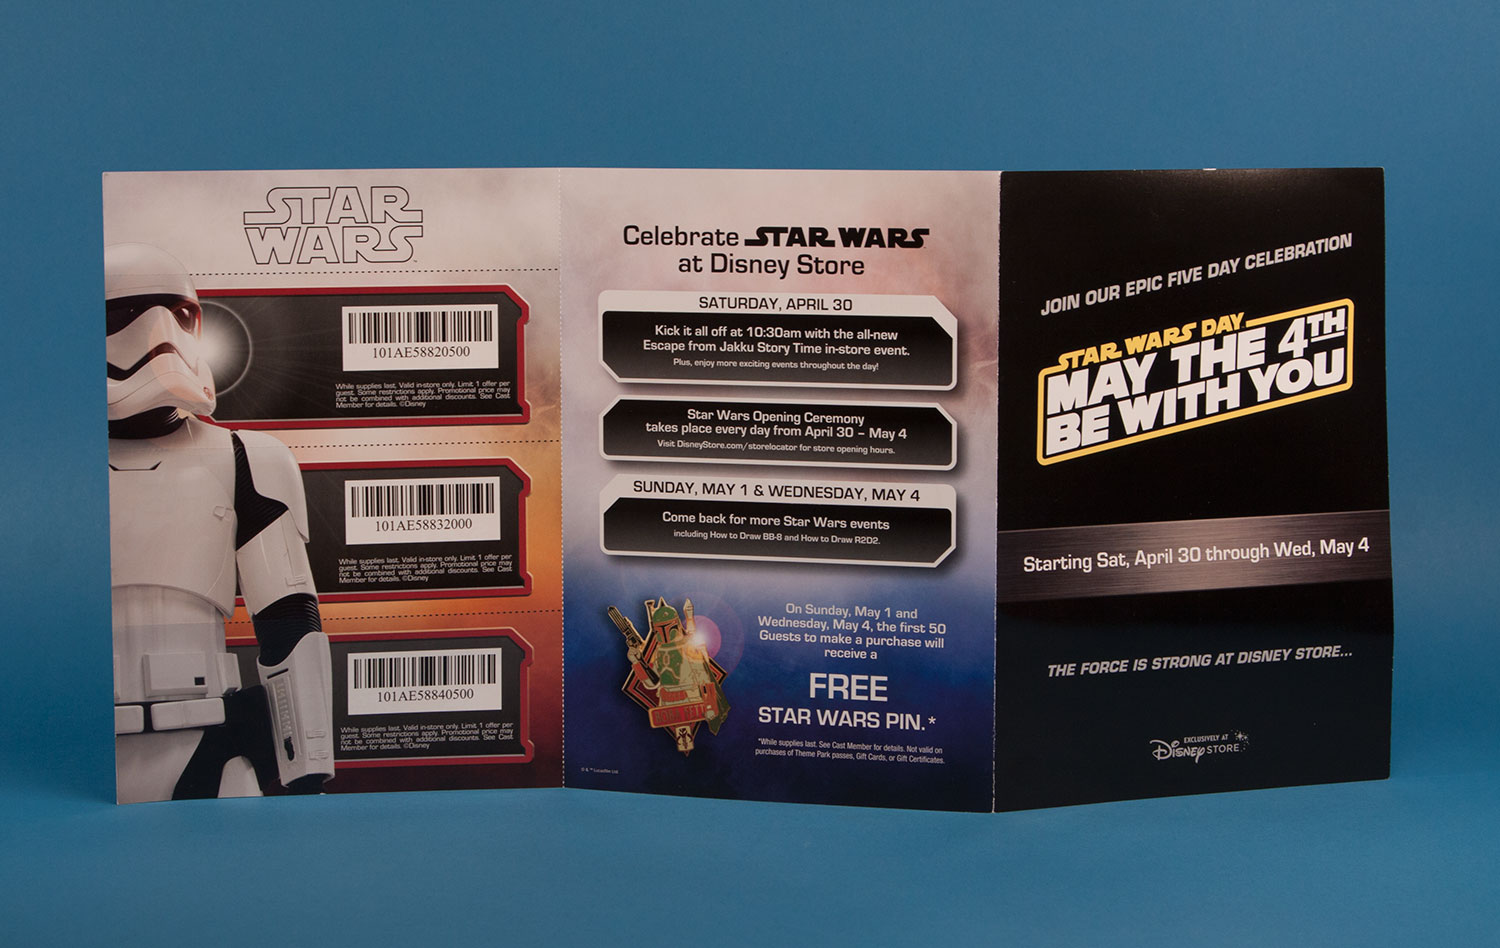 STAR
WARS
101AE58820500
While supplies last. Valid in-store only. Limit 1 offer per
guest. Some restrictions apply. Promotional price may
not be combined with additional discounts. See Cast
Member for details. ©Disney
101AE58832000
While supplies last. Valid in-store only. Limit 1 offer per
guest. Some restrictions apply. Promotional price may
not be combined with additional discounts. See Cast
Member for details. ©Disney
101AE58840500
While supplies last. Valid in-store only. Limit 1 offer per
guest. Some restrictions apply. Promotional price may
not be combined with additional discounts. See Cast
Member for details. ©Disney
Celebrate STAR WARS
at Disney Store
SATURDAY, APRIL 30
Kick it all off at 10:30am with the all-new
Escape from Jakku Story Time in-store event.
Plus, enjoy more exciting events throughout the day!
Star Wars Opening Ceremony
takes place every day from April 30 – May 4
Visit DisneyStore.com/storelocator for store opening hours.
SUNDAY, MAY 1 & WEDNESDAY, MAY 4
Come back for more Star Wars events
including How to Draw BB-8 and How to Draw R2D2.
On Sunday, May 1 and
Wednesday, May 4, the first 50
Guests to make a purchase will
receive a
FREE
STAR WARS PIN.*
*While supplies last. See Cast Member for details. Not valid on
purchases of Theme Park passes, Gift Cards, or Gift Certificates.
BOBA FETT
© & ™ Lucasfilm Ltd.
JOIN OUR EPIC FIVE DAY CELEBRATION
STAR WARS DAY
MAY THE 4TH
BE WITH YOU
Starting Sat, April 30 through Wed, May 4
THE FORCE IS STRONG AT DISNEY STORE...
EXCLUSIVELY AT
Disney STORE